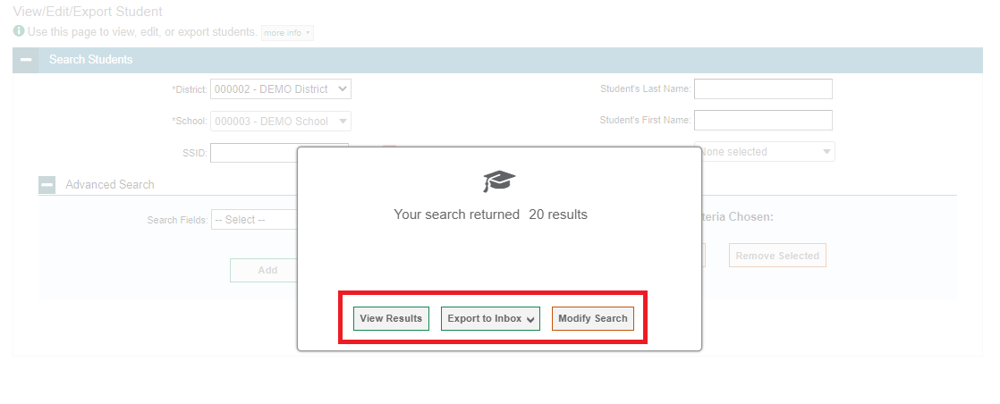 View/Edit/Export Student
Use this page to view, edit, or export students. more info
Search Students
*District: 000002 - DEMO District
Student's Last Name:
*School: 000003 - DEMO School
Student's First Name:
SSID:
None selected
Advanced Search
Search Fields: -- Select --
Chosen:
Add
Remove Selected
Your search returned 20 results
View Results
Export to Inbox
Modify Search